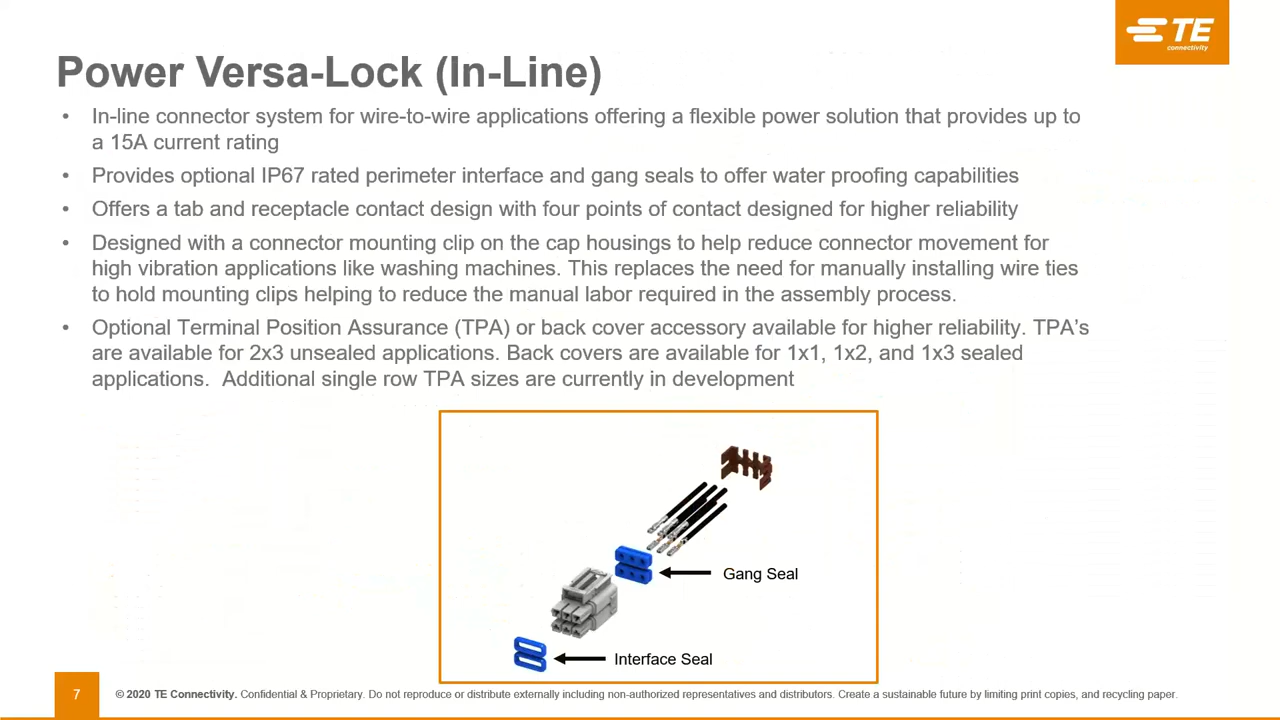 TE
connectivity
Power Versa-Lock (In-Line)
• In-line connector system for wire-to-wire applications offering a flexible power solution that provides up to
a 15A current rating
• Provides optional IP67 rated perimeter interface and gang seals to offer water proofing capabilities
• Offers a tab and receptacle contact design with four points of contact designed for higher reliability
• Designed with a connector mounting clip on the cap housings to help reduce connector movement for
high vibration applications like washing machines. This replaces the need for manually installing wire ties
to hold mounting clips helping to reduce the manual labor required in the assembly process.
• Optional Terminal Position Assurance (TPA) or back cover accessory available for higher reliability. TPA’s
are available for 2x3 unsealed applications. Back covers are available for 1x1, 1x2, and 1x3 sealed
applications. Additional single row TPA sizes are currently in development
Gang Seal
Interface Seal
7
© 2020 TE Connectivity. Confidential & Proprietary. Do not reproduce or distribute externally including non-authorized representatives and distributors. Create a sustainable future by limiting print copies, and recycling paper.